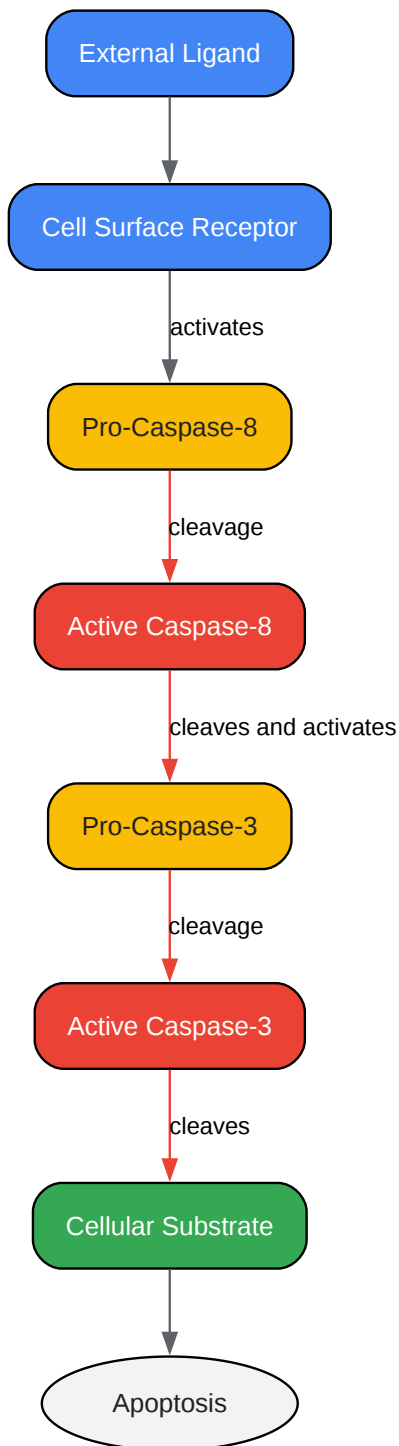 External Ligand
Cell Surface Receptor
activates
Pro-Caspase-8
cleavage
Active Caspase-8
cleaves and activates
Pro-Caspase-3
cleavage
Active Caspase-3
cleaves
Cellular Substrate
Apoptosis